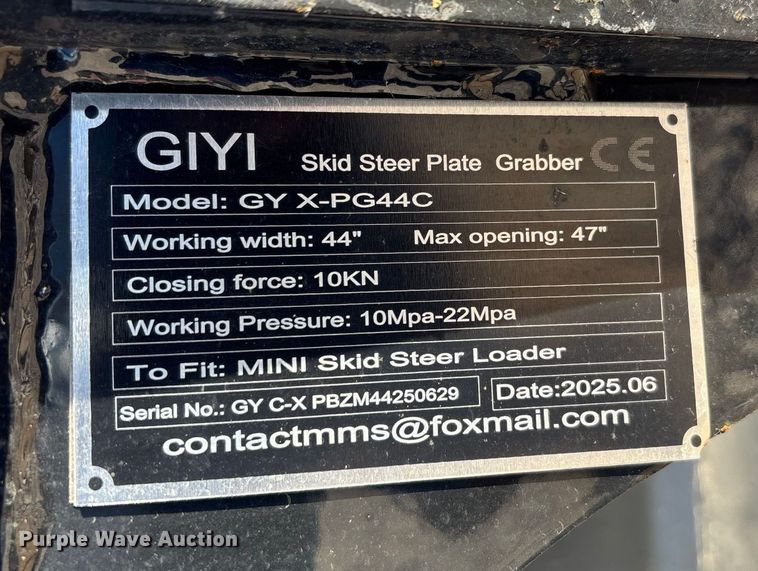 GIYI Skid Steer Plate Grabber CE
Model: GY X-PG44C
Working width: 44" Max opening: 47"
Closing force: 10KN
Working Pressure: 10Mpa-22Mpa
To Fit: MINI Skid Steer Loader
Serial No.: GY C-X PBZM44250629 Date:2025.06
contactmms@foxmail.com
Purple Wave Auction